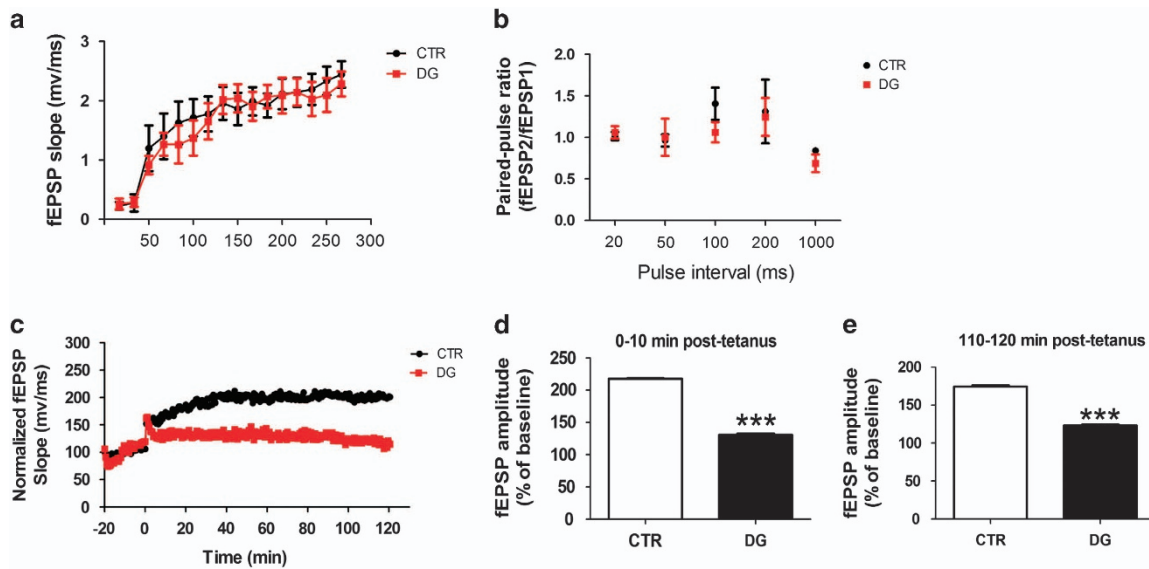 a
fEPSP slope (mv/ms)
3
2
1
0
50 100 150 200 250 300
CTR
DG
b
Paired-pulse ratio
(fEPSP2/fEPSP1)
2.0
1.5
1.0
0.5
0.0
20 50 100 200 1000
Pulse interval (ms)
CTR
DG
c
Normalized fEPSP
Slope (mv/ms)
300
250
200
150
100
50
0
-20 0 20 40 60 80 100 120
Time (min)
CTR
DG
d
0-10 min post-tetanus
fEPSP amplitude
(% of baseline)
250
200
150
100
50
0
***
CTR DG
e
110-120 min post-tetanus
fEPSP amplitude
(% of baseline)
200
150
100
50
0
***
CTR DG